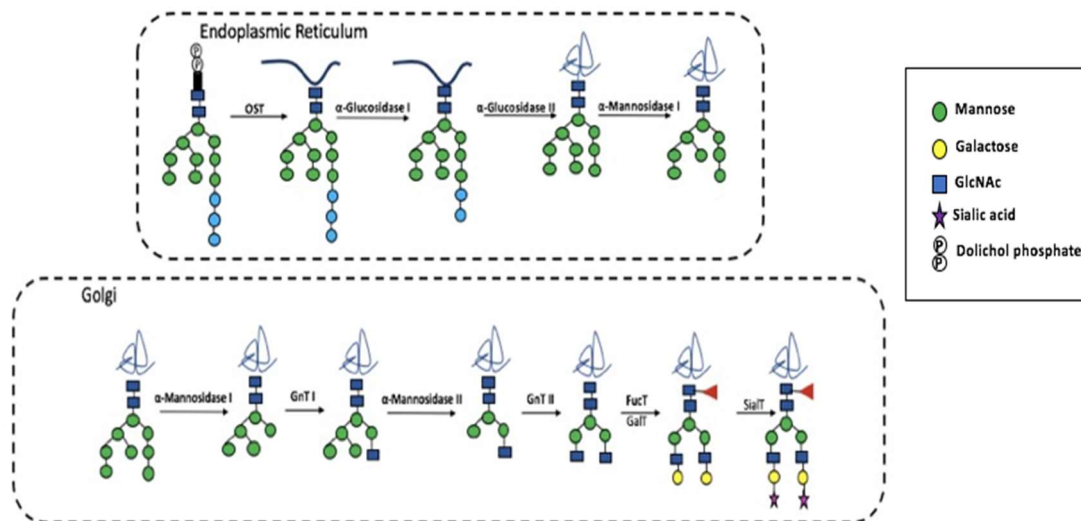 Endoplasmic Reticulum
P
P
OST
α-Glucosidase I
α-Glucosidase II
α-Mannosidase I
Golgi
α-Mannosidase I
GnT I
α-Mannosidase II
GnT II
FucT
GalT
SialT
Mannose
Galactose
GlcNAc
Sialic acid
P
P
Dolichol phosphate